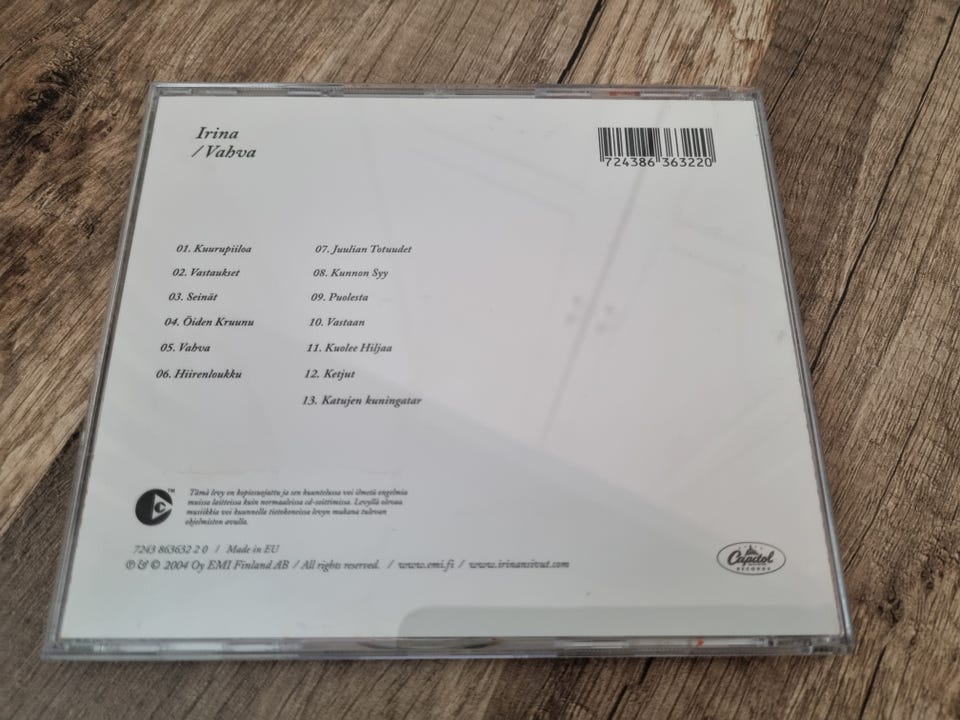 Irina
/ Vahva
724386 363220
01. Kuurupiiloa
02. Vastaukset
03. Seinät
04. Öiden Kruunu
05. Vahva
06. Hiirenloukku
07. Juulian Totuudet
08. Kunnon Syy
09. Puolesta
10. Vastaan
11. Kuolee Hiljaa
12. Ketjut
13. Katujen kuningatar
TM
Tämä levy on kopiosuojattu ja sen kuuntelussa voi ilmetä ongelmia
muissa laitteissa kuin normaaleissa cd-soittimissa. Levyllä olevaa
musiikkia voi kuunnella tietokoneissa levyn mukana tulevan
ohjelmiston avulla.
7243 863632 2 0 / Made in EU
℗ & © 2004 Oy EMI Finland AB / All rights reserved. / www.emi.fi / www.irinansivut.com
Capitol
RECORDS